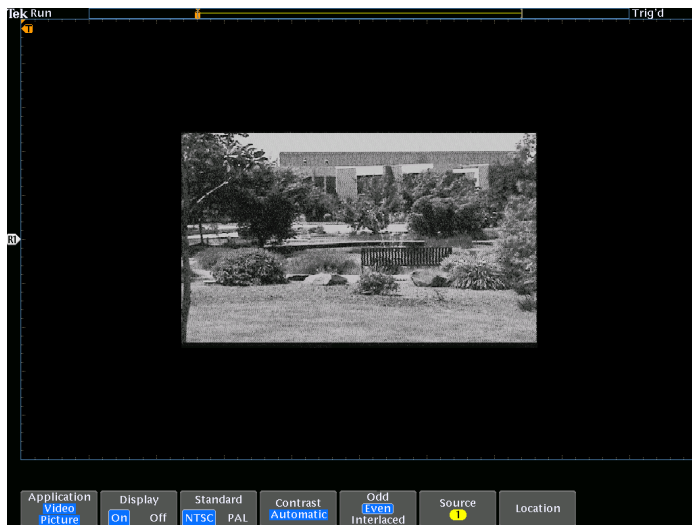 Tek Run
Trig'd
T
T
R1
Application
Video
Picture
Display
On Off
Standard
NTSC PAL
Contrast
Automatic
Odd
Even
Interlaced
Source
1
Location